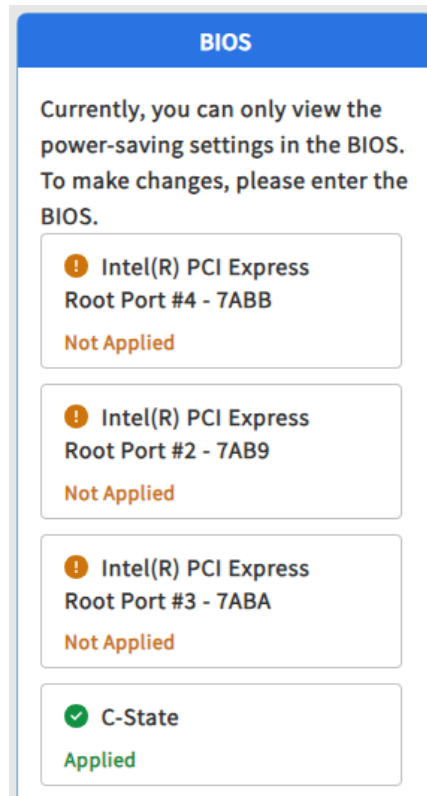 BIOS
Currently, you can only view the
power-saving settings in the BIOS.
To make changes, please enter the
BIOS.
Intel(R) PCI Express
Root Port #4 - 7ABB
Not Applied
Intel(R) PCI Express
Root Port #2 - 7AB9
Not Applied
Intel(R) PCI Express
Root Port #3 - 7ABA
Not Applied
C-State
Applied